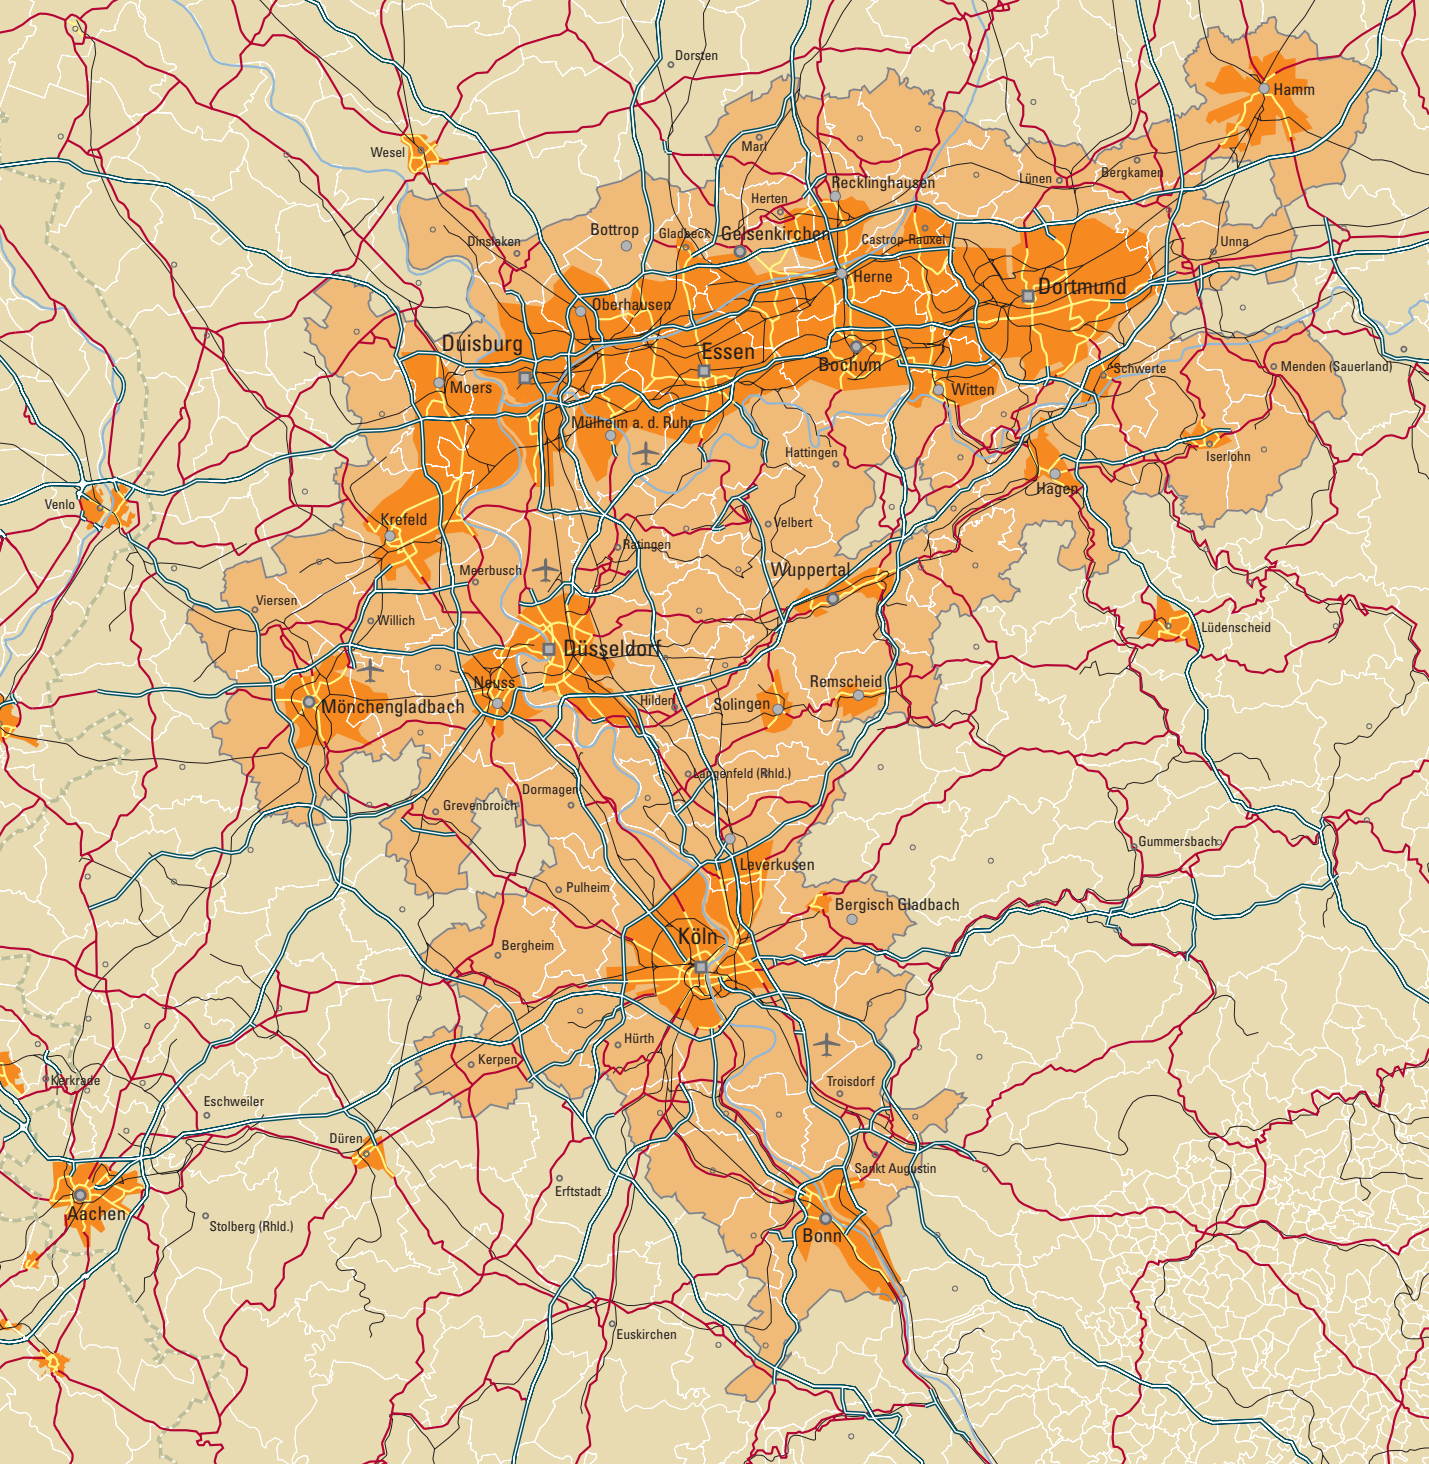 Dorsten
Hamm
Marl
Wesel
Bergkamen
Lünen
Recklinghausen
Herten
Bottrop
Gladbeck
Gelsenkirchen
Castrop-Rauxel
Unna
Dinslaken
Herne
Dortmund
Oberhausen
Duisburg
Essen
Bochum
Schwerte
Menden (Sauerland)
Moers
Witten
Mülheim a. d. Ruhr
Hattingen
Iserlohn
Hagen
Venlo
Krefeld
Velbert
Ratingen
Meerbusch
Wuppertal
Viersen
Willich
Lüdenscheid
Düsseldorf
Neuss
Remscheid
Hilden
Solingen
Mönchengladbach
Langenfeld (Rhld.)
Dormagen
Grevenbroich
Gummersbach
Leverkusen
Pulheim
Bergisch Gladbach
Köln
Bergheim
Hürth
Kerpen
Kerkrade
Troisdorf
Eschweiler
Düren
Sankt Augustin
Erftstadt
Aachen
Stolberg (Rhld.)
Bonn
Euskirchen